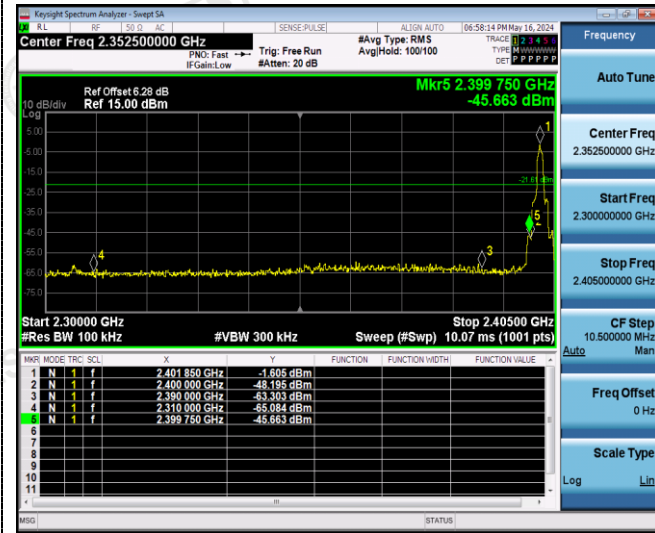 Keysight Spectrum Analyzer - Swept SA
RL RF 50 Ω AC SENSE:PULSE ALIGN AUTO 06:58:14 PM May 16, 2024
Center Freq 2.352500000 GHz
PNO: Fast
IFGain:Low
Trig: Free Run
#Atten: 20 dB
#Avg Type: RMS
Avg|Hold: 100/100
TRACE 1 2 3 4 5 6
TYPE M W W W W W
DET P P P P P P
Mkr5 2.399 750 GHz
-45.663 dBm
Ref Offset 6.28 dB
10 dB/div Ref 15.00 dBm
Log
5.00
-5.00
-15.0
-25.0
-35.0
-45.0
-55.0
-65.0
-75.0
1
-21.61 dBm
5
2
3
4
Start 2.30000 GHz Stop 2.40500 GHz
#Res BW 100 kHz #VBW 300 kHz Sweep (#Swp) 10.07 ms (1001 pts)
MKR MODE TRC SCL X Y FUNCTION FUNCTION WIDTH FUNCTION VALUE
1 N 1 f 2.401 850 GHz -1.605 dBm
2 N 1 f 2.400 000 GHz -48.195 dBm
3 N 1 f 2.390 000 GHz -63.303 dBm
4 N 1 f 2.310 000 GHz -65.084 dBm
5 N 1 f 2.399 750 GHz -45.663 dBm
6
7
8
9
10
11
MSG STATUS
Frequency
Auto Tune
Center Freq
2.352500000 GHz
Start Freq
2.300000000 GHz
Stop Freq
2.405000000 GHz
CF Step
10.500000 MHz
Auto Man
Freq Offset
0 Hz
Scale Type
Log Lin